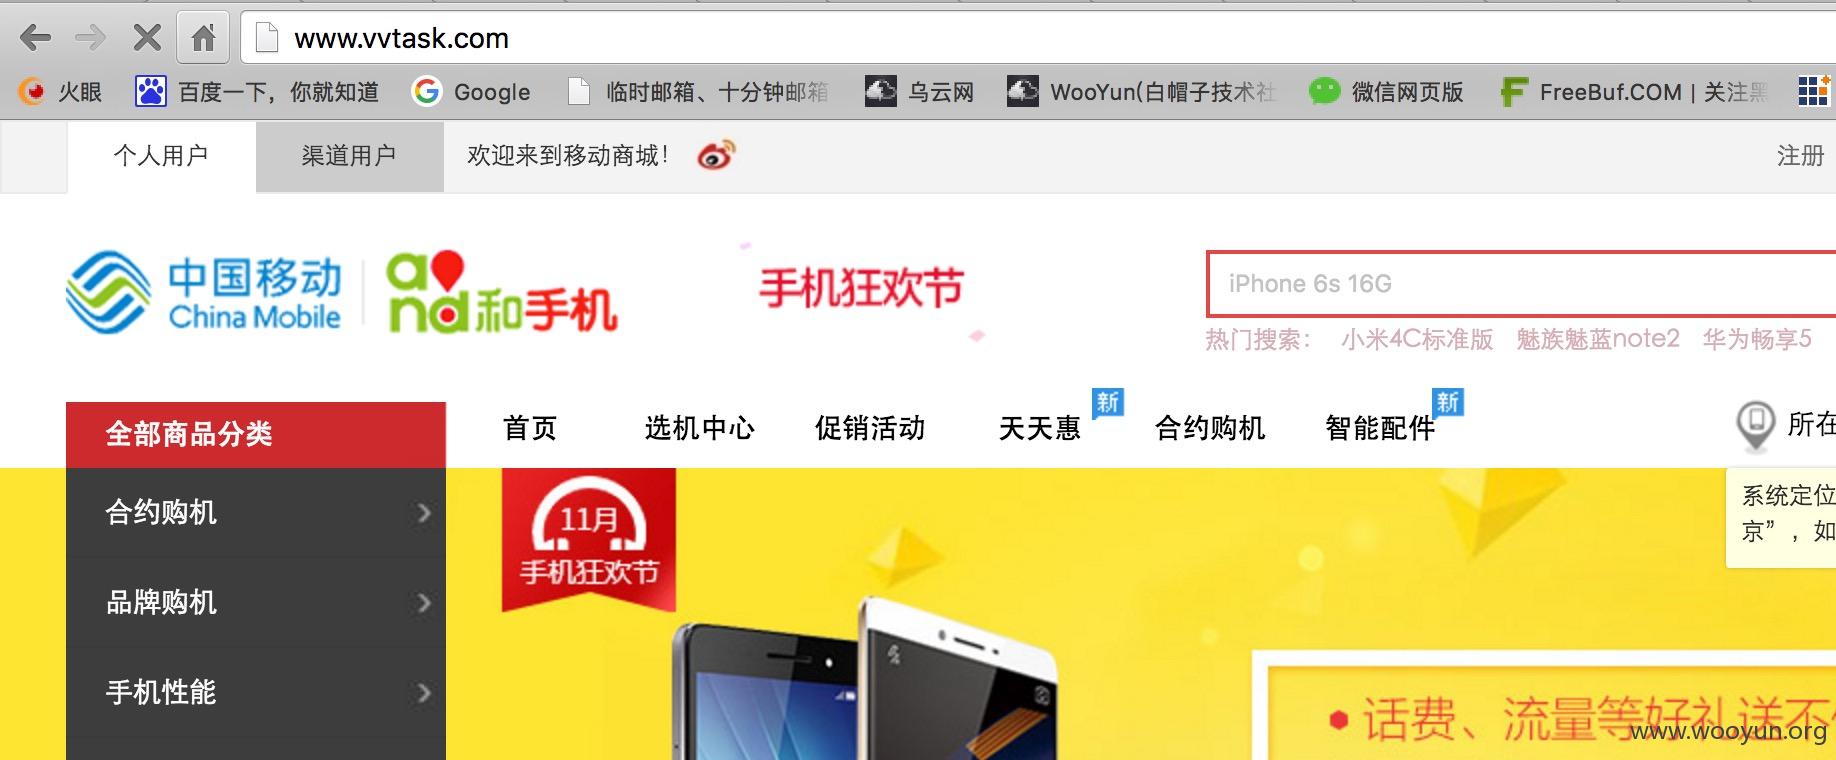 www.vvtask.com
火眼 百度一下，你就知道 Google 临时邮箱、十分钟邮箱 乌云网 WooYun(白帽子技术社 微信网页版 FreeBuf.COM | 关注黑
个人用户 渠道用户 欢迎来到移动商城！ 注册
中国移动 China Mobile and和手机 手机狂欢节 iPhone 6s 16G
热门搜索： 小米4C标准版 魅族魅蓝note2 华为畅享5
新 新
全部商品分类 首页 选机中心 促销活动 天天惠 合约购机 智能配件 所在
合约购机
品牌购机
手机性能
11月
手机狂欢节
系统定位
京”，如
话费、流量等好礼送不
www.wooyun.org